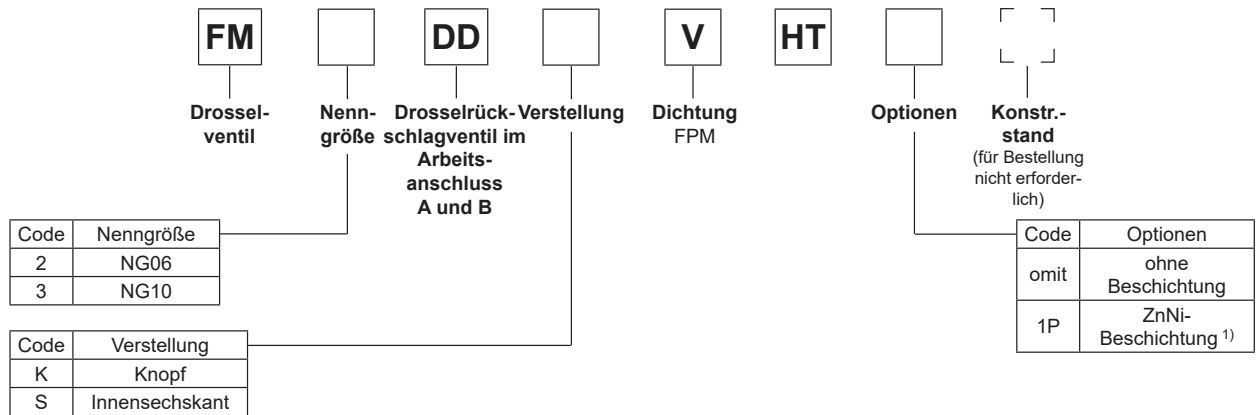 FM DD V HT
Drossel-
ventil
Nenn-
größe
Drosselrück-
schlagventil im
Arbeits-
anschluss
A und B
Verstellung
Dichtung
FPM
Optionen
Konstr.-
stand
(für Bestellung
nicht erforder-
lich)
Code Nenngröße
2 NG06
3 NG10
Code Verstellung
K Knopf
S Innensechskant
Code Optionen
omit ohne
Beschichtung
1P ZnNi-
Beschichtung 1)